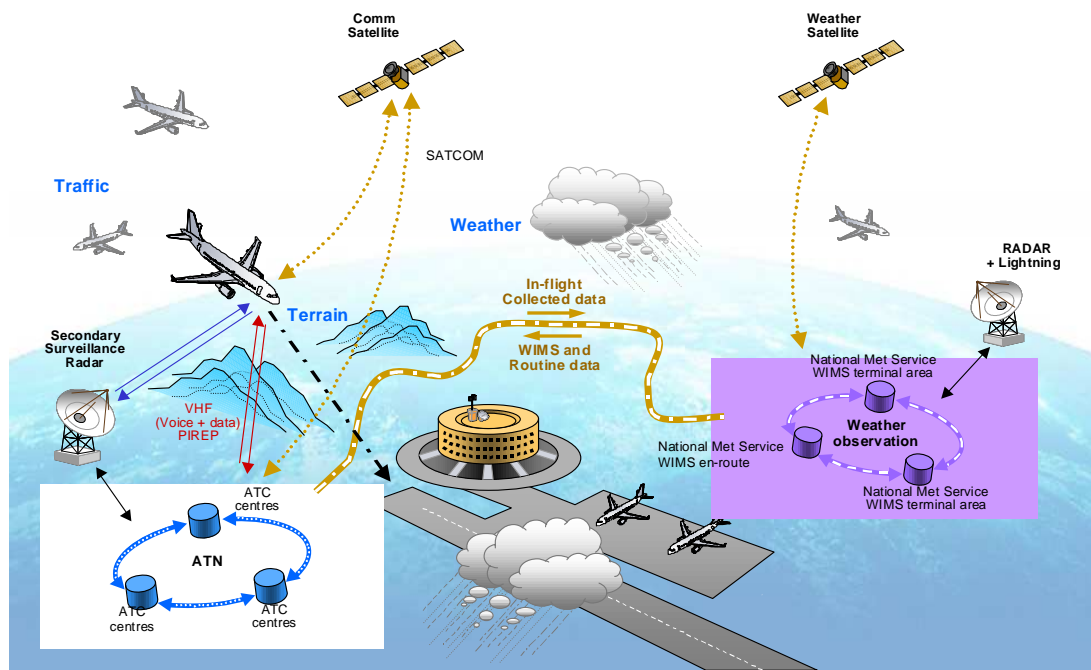 Comm
Satellite
Weather
Satellite
SATCOM
Traffic
Weather
RADAR
+ Lightning
In-flight
Collected data
Terrain
Secondary
Surveillance
Radar
WIMS and
Routine data
National Met Service
WIMS terminal area
VHF
(Voice + data)
PIREP
Weather
observation
National Met Service
WIMS en-route
ATC
centres
National Met Service
WIMS terminal area
ATN
ATC
centres
ATC
centres